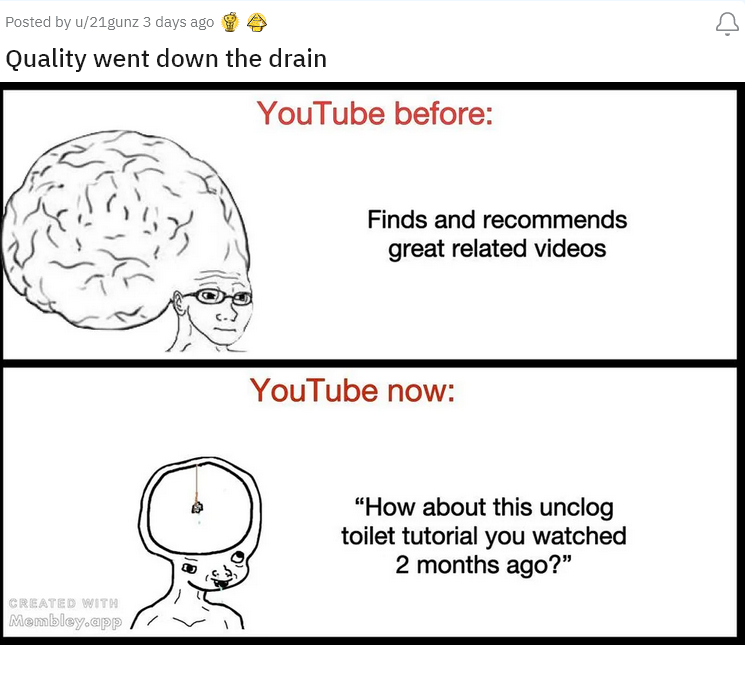 Posted by u/21gunz 3 days ago
Quality went down the drain
YouTube before:
Finds and recommends
great related videos
YouTube now:
“How about this unclog
toilet tutorial you watched
2 months ago?”
CREATED WITH
Membley.app